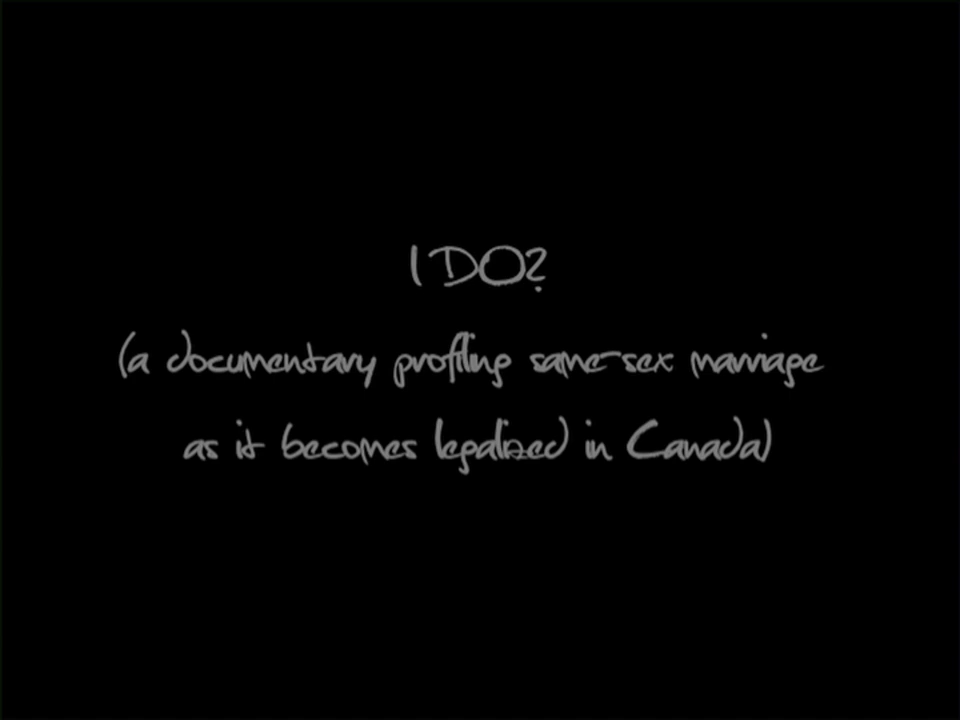 I DO?
(a documentary profiling same-sex marriage
as it becomes legalized in Canada)